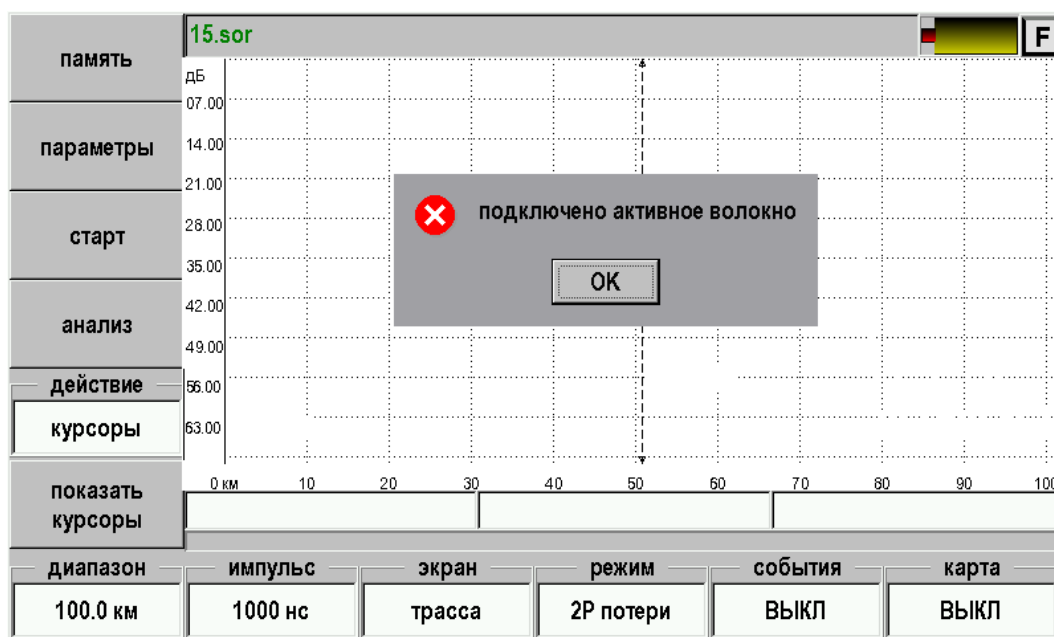 память
15.sor
F
дБ
07.00
14.00
21.00
28.00
35.00
42.00
49.00
56.00
63.00
параметры
старт
анализ
действие
курсоры
показать
курсоры
подключено активное волокно
OK
0 км 10 20 30 40 50 60 70 80 90 100
диапазон импульс экран режим события карта
100.0 км 1000 нс трасса 2P потери ВЫКЛ ВЫКЛ